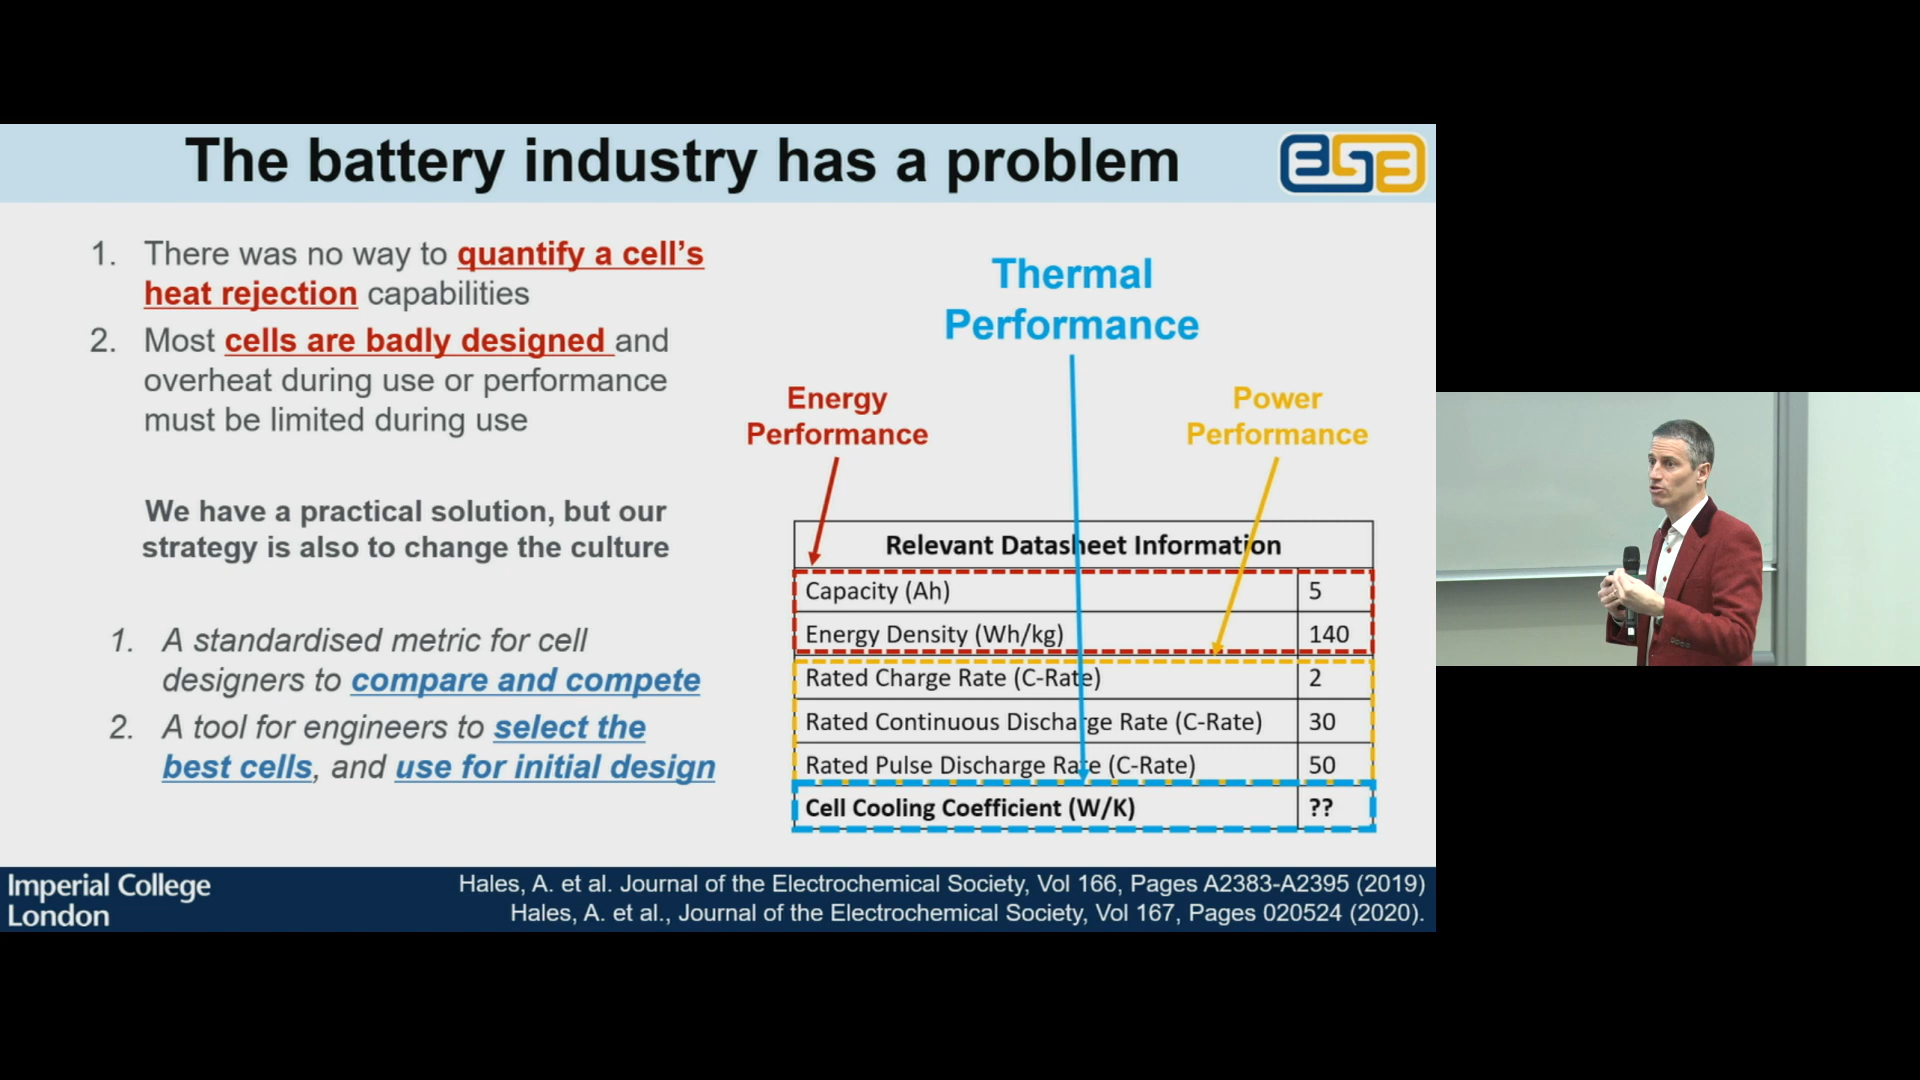 The battery industry has a problem
1. There was no way to quantify a cell's
heat rejection capabilities
2. Most cells are badly designed and
overheat during use or performance
must be limited during use
We have a practical solution, but our
strategy is also to change the culture
1. A standardised metric for cell
designers to compare and compete
2. A tool for engineers to select the
best cells, and use for initial design
Thermal
Performance
Energy
Performance
Power
Performance
Relevant Datasheet Information
Capacity (Ah) 5
Energy Density (Wh/kg) 140
Rated Charge Rate (C-Rate) 2
Rated Continuous Discharge Rate (C-Rate) 30
Rated Pulse Discharge Rate (C-Rate) 50
Cell Cooling Coefficient (W/K) ??
Imperial College
London
Hales, A. et al. Journal of the Electrochemical Society, Vol 166, Pages A2383-A2395 (2019)
Hales, A. et al., Journal of the Electrochemical Society, Vol 167, Pages 020524 (2020).